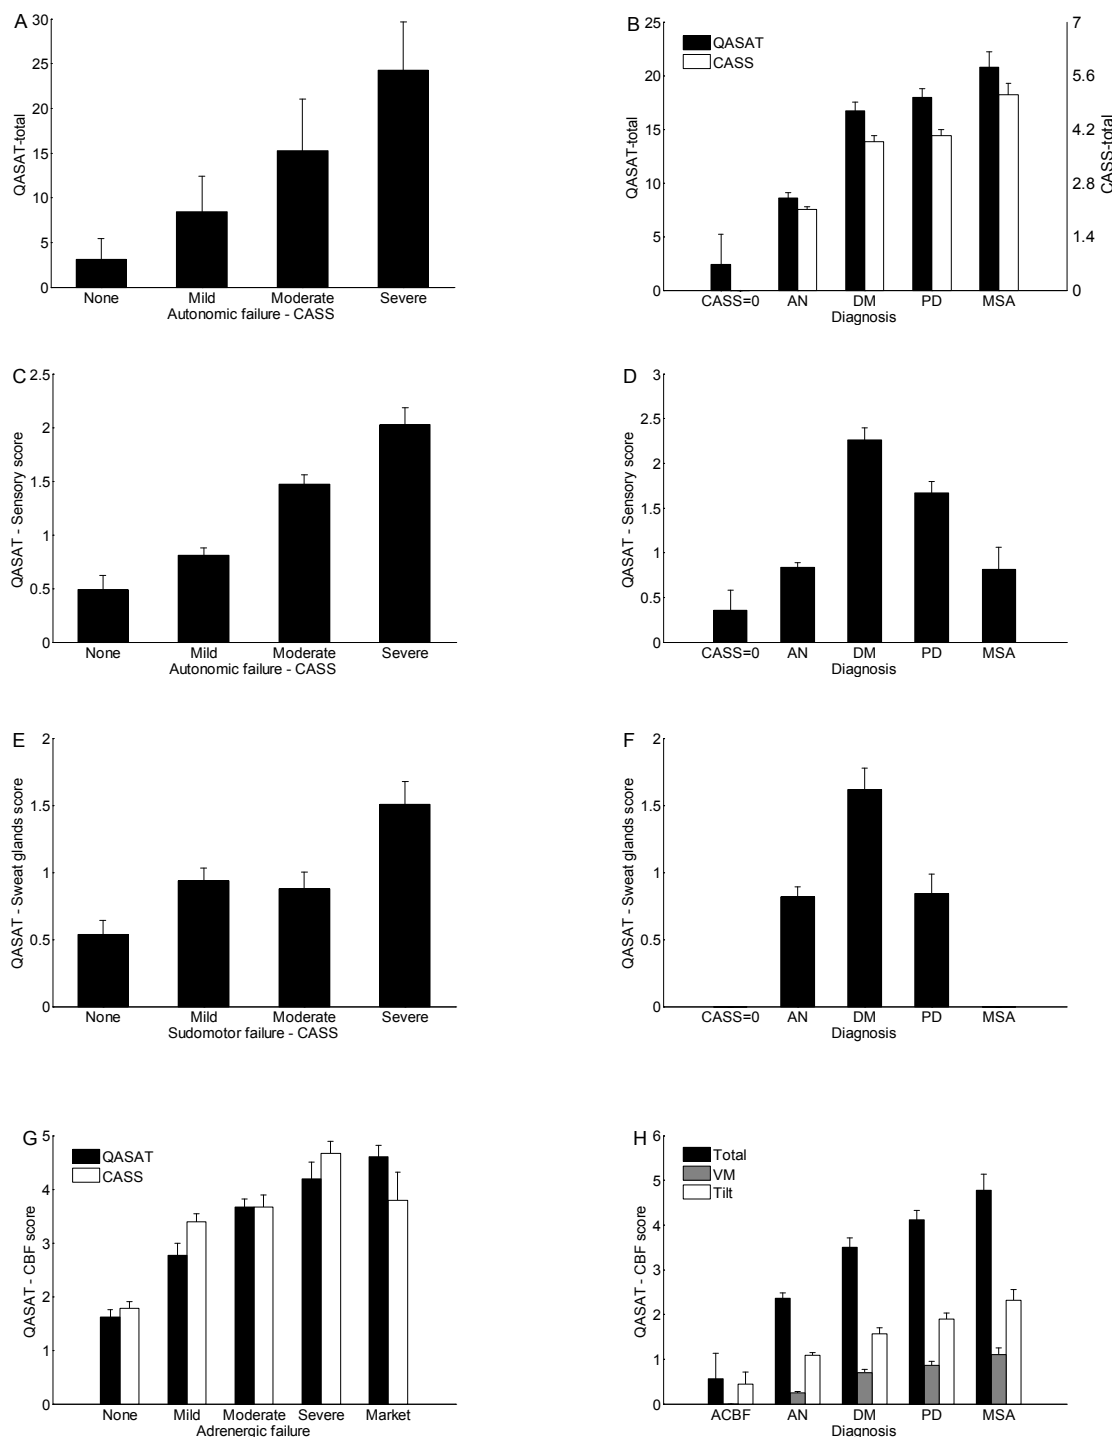 A
QASAT-total
30
25
20
15
10
5
0
None Mild Moderate Severe
Autonomic failure - CASS
B
QASAT
CASS
QASAT-total
25
20
15
10
5
0
CASS-total
7
5.6
4.2
2.8
1.4
0
CASS=0 AN DM PD MSA
Diagnosis
C
QASAT - Sensory score
2.5
2
1.5
1
0.5
0
None Mild Moderate Severe
Autonomic failure - CASS
D
QASAT - Sensory score
3
2.5
2
1.5
1
0.5
0
CASS=0 AN DM PD MSA
Diagnosis
E
QASAT - Sweat glands score
2
1.5
1
0.5
0
None Mild Moderate Severe
Sudomotor failure - CASS
F
QASAT - Sweat glands score
2
1.5
1
0.5
0
CASS=0 AN DM PD MSA
Diagnosis
G
QASAT
CASS
QASAT - CBF score
5
4
3
2
1
0
None Mild Moderate Severe Market
Adrenergic failure
H
Total
VM
Tilt
QASAT - CBF score
6
5
4
3
2
1
0
ACBF AN DM PD MSA
Diagnosis